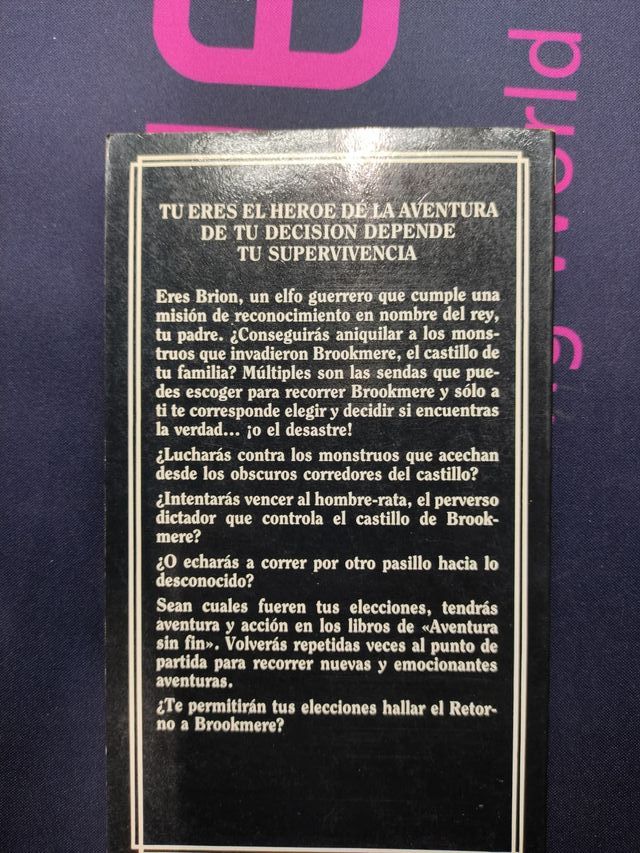 TU ERES EL HEROE DE LA AVENTURA
DE TU DECISION DEPENDE
TU SUPERVIVENCIA
Eres Brion, un elfo guerrero que cumple una
misión de reconocimiento en nombre del rey,
tu padre. ¿Conseguirás aniquilar a los mons-
truos que invadieron Brookmere, el castillo de
tu familia? Múltiples son las sendas que pue-
des escoger para recorrer Brookmere y sólo a
ti te corresponde elegir y decidir si encuentras
la verdad... ¡o el desastre!
¿Lucharás contra los monstruos que acechan
desde los obscuros corredores del castillo?
¿Intentarás vencer al hombre-rata, el perverso
dictador que controla el castillo de Brook-
mere?
¿O echarás a correr por otro pasillo hacia lo
desconocido?
Sean cuales fueren tus elecciones, tendrás
aventura y acción en los libros de «Aventura
sin fin». Volverás repetidas veces al punto de
partida para recorrer nuevas y emocionantes
aventuras.
¿Te permitirán tus elecciones hallar el Retor-
no a Brookmere?
world